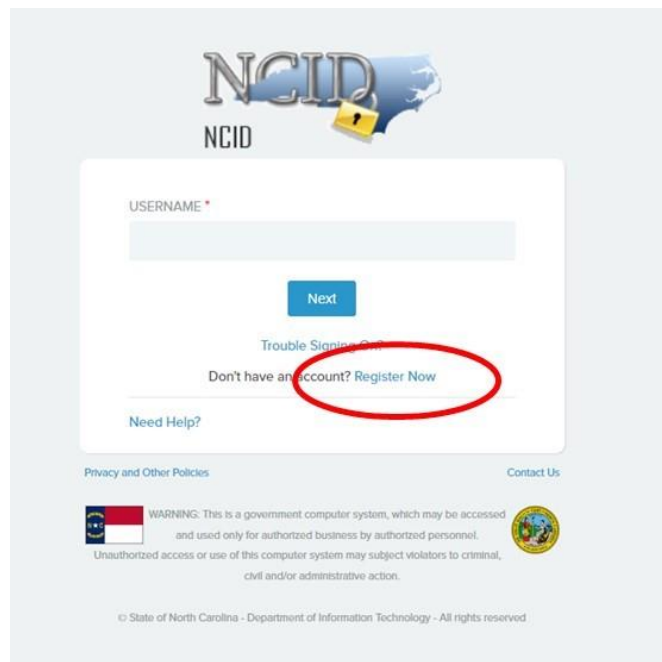 NCID
NCID
USERNAME *
Next
Trouble Signing On?
Don't have an account? Register Now
Need Help?
Privacy and Other Policies
Contact Us
WARNING: This is a government computer system, which may be accessed
and used only for authorized business by authorized personnel.
Unauthorized access or use of this computer system may subject violators to criminal,
civil and/or administrative action.
© State of North Carolina - Department of Information Technology - All rights reserved